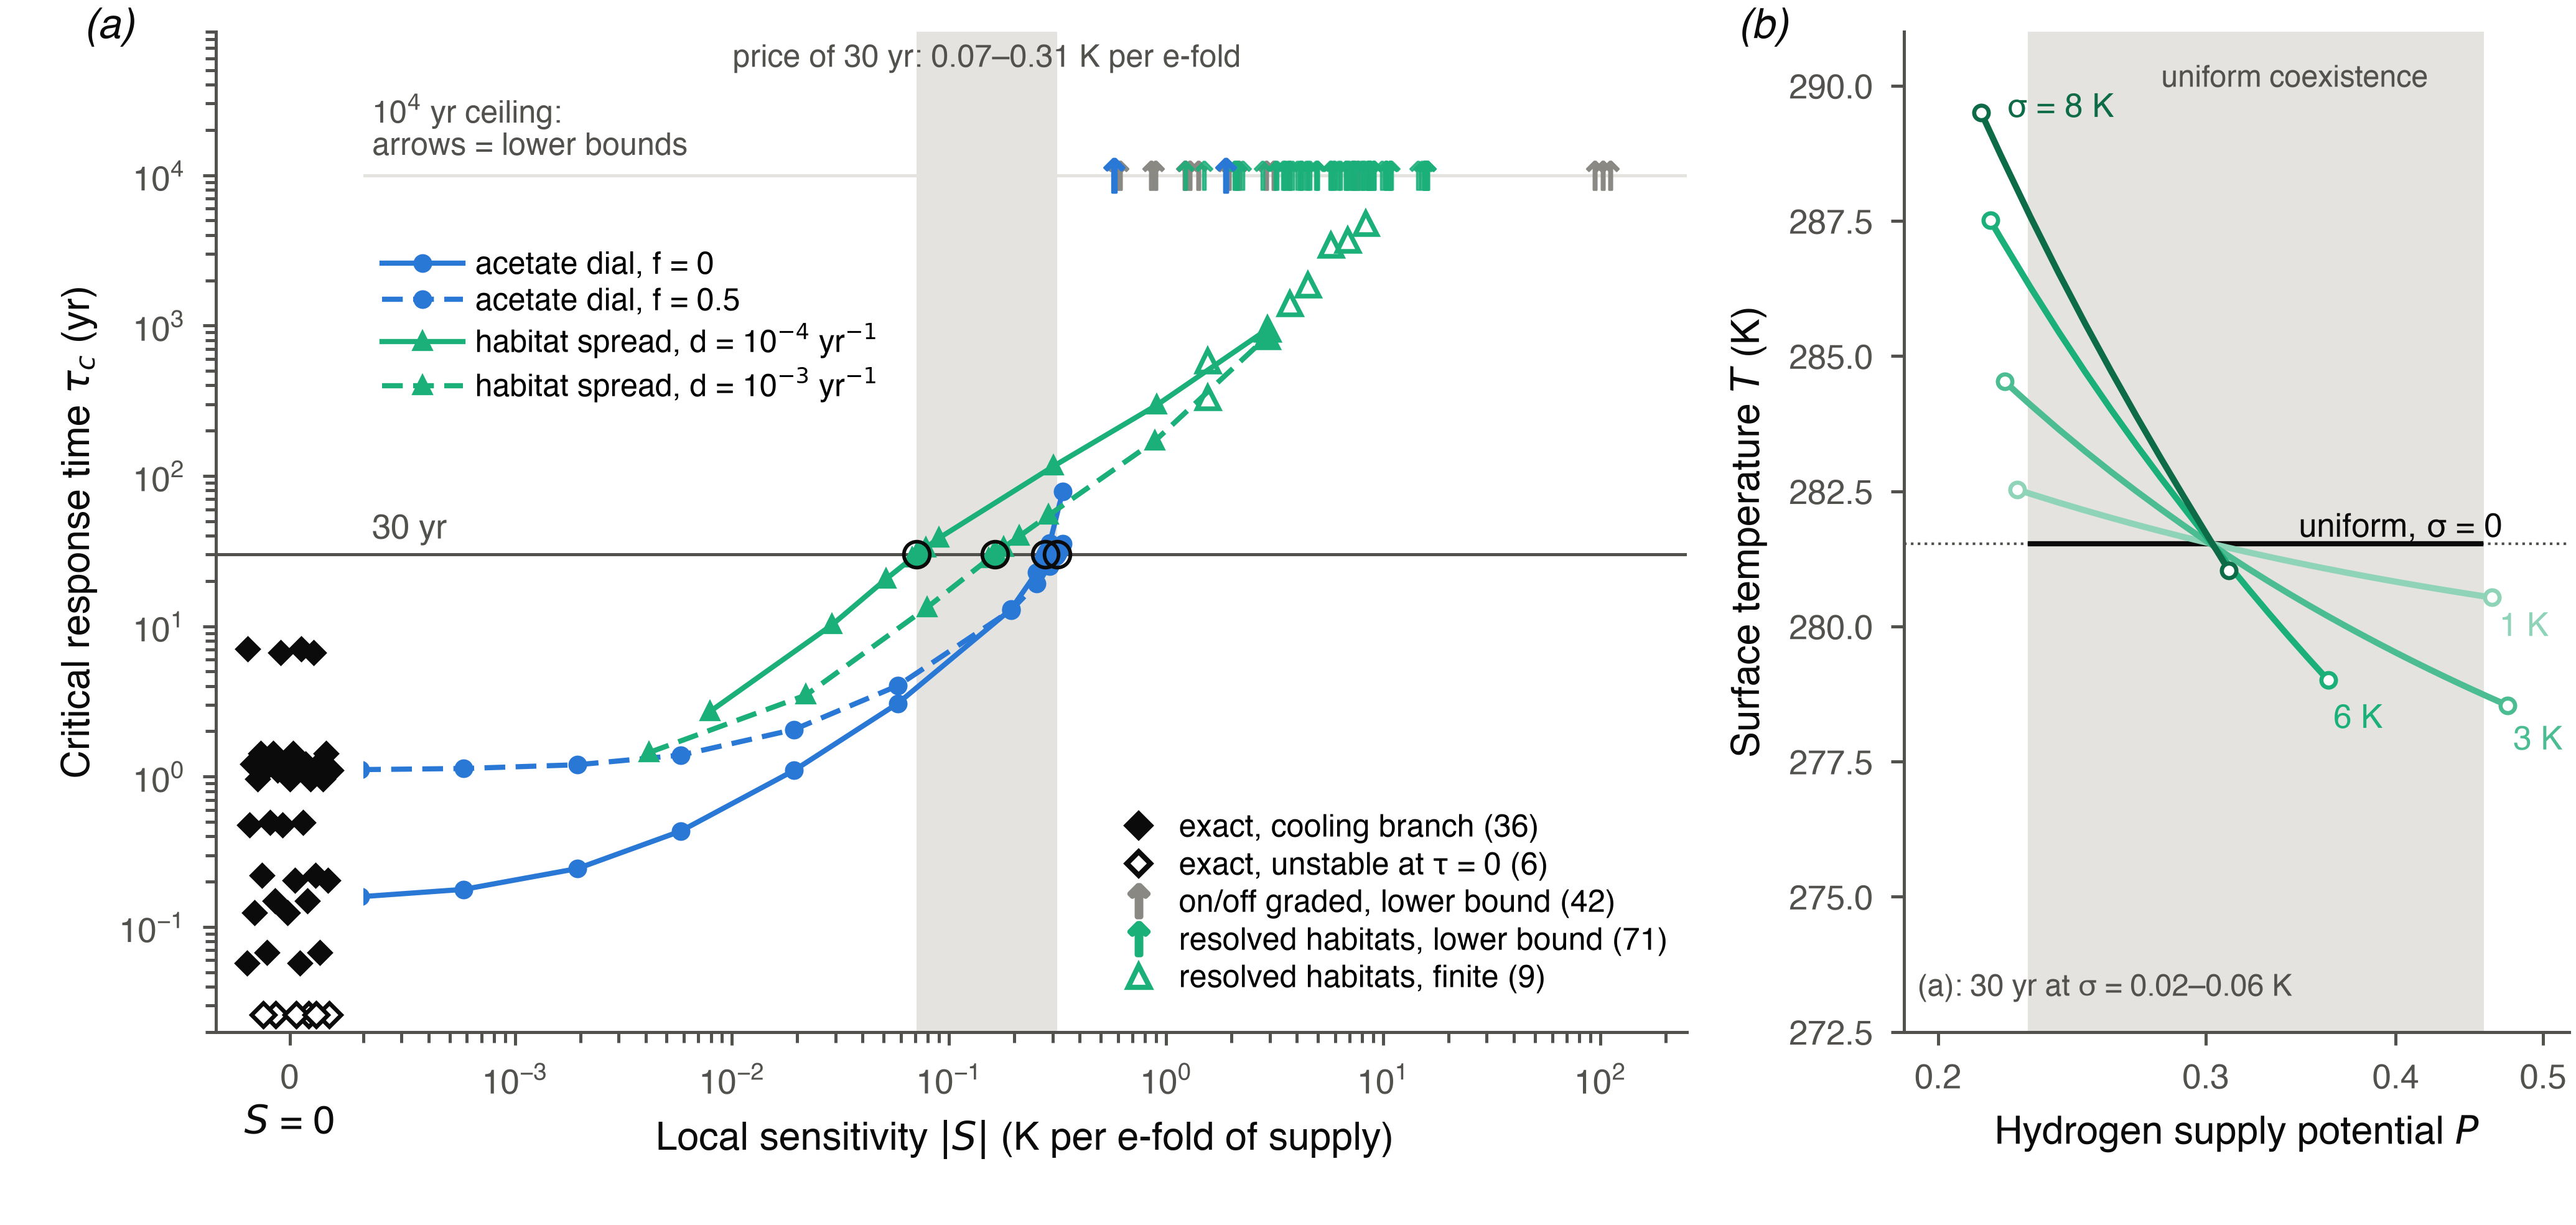 (a)
price of 30 yr: 0.07–0.31 K per e-fold
10⁴ yr ceiling:
arrows = lower bounds
acetate dial, f = 0
acetate dial, f = 0.5
habitat spread, d = 10⁻⁴ yr⁻¹
habitat spread, d = 10⁻³ yr⁻¹
30 yr
exact, cooling branch (36)
exact, unstable at τ = 0 (6)
on/off graded, lower bound (42)
resolved habitats, lower bound (71)
resolved habitats, finite (9)
Critical response time τ_c (yr)
10⁴
10³
10²
10¹
10⁰
10⁻¹
0
10⁻³
10⁻²
10⁻¹
10⁰
10¹
10²
S = 0
Local sensitivity |S| (K per e-fold of supply)
(b)
uniform coexistence
σ = 8 K
uniform, σ = 0
1 K
6 K
3 K
(a): 30 yr at σ = 0.02–0.06 K
Surface temperature T (K)
290.0
287.5
285.0
282.5
280.0
277.5
275.0
272.5
0.2
0.3
0.4
0.5
Hydrogen supply potential P